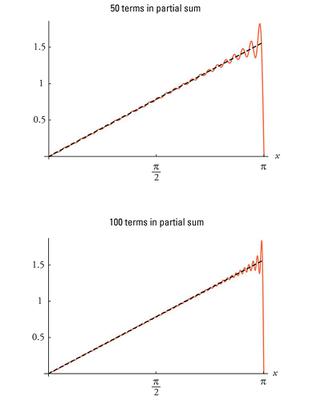 50 terms in partial sum
1.5
1
0.5
π
2
π
x
100 terms in partial sum
1.5
1
0.5
π
2
π
x